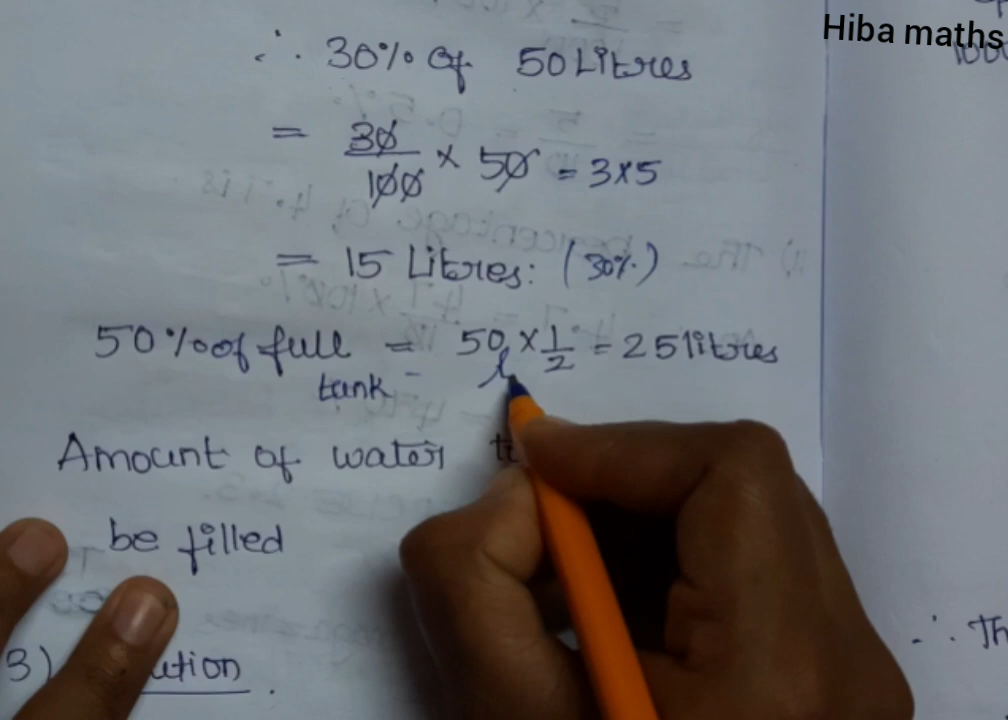 Hiba maths
∴ 30% of 50 Litres
= 30/100 × 50 = 3×5
= 15 Litres: (30%)
50% of full tank = 50 × 1/2 = 25 litres
Amount of water
be filled
3)